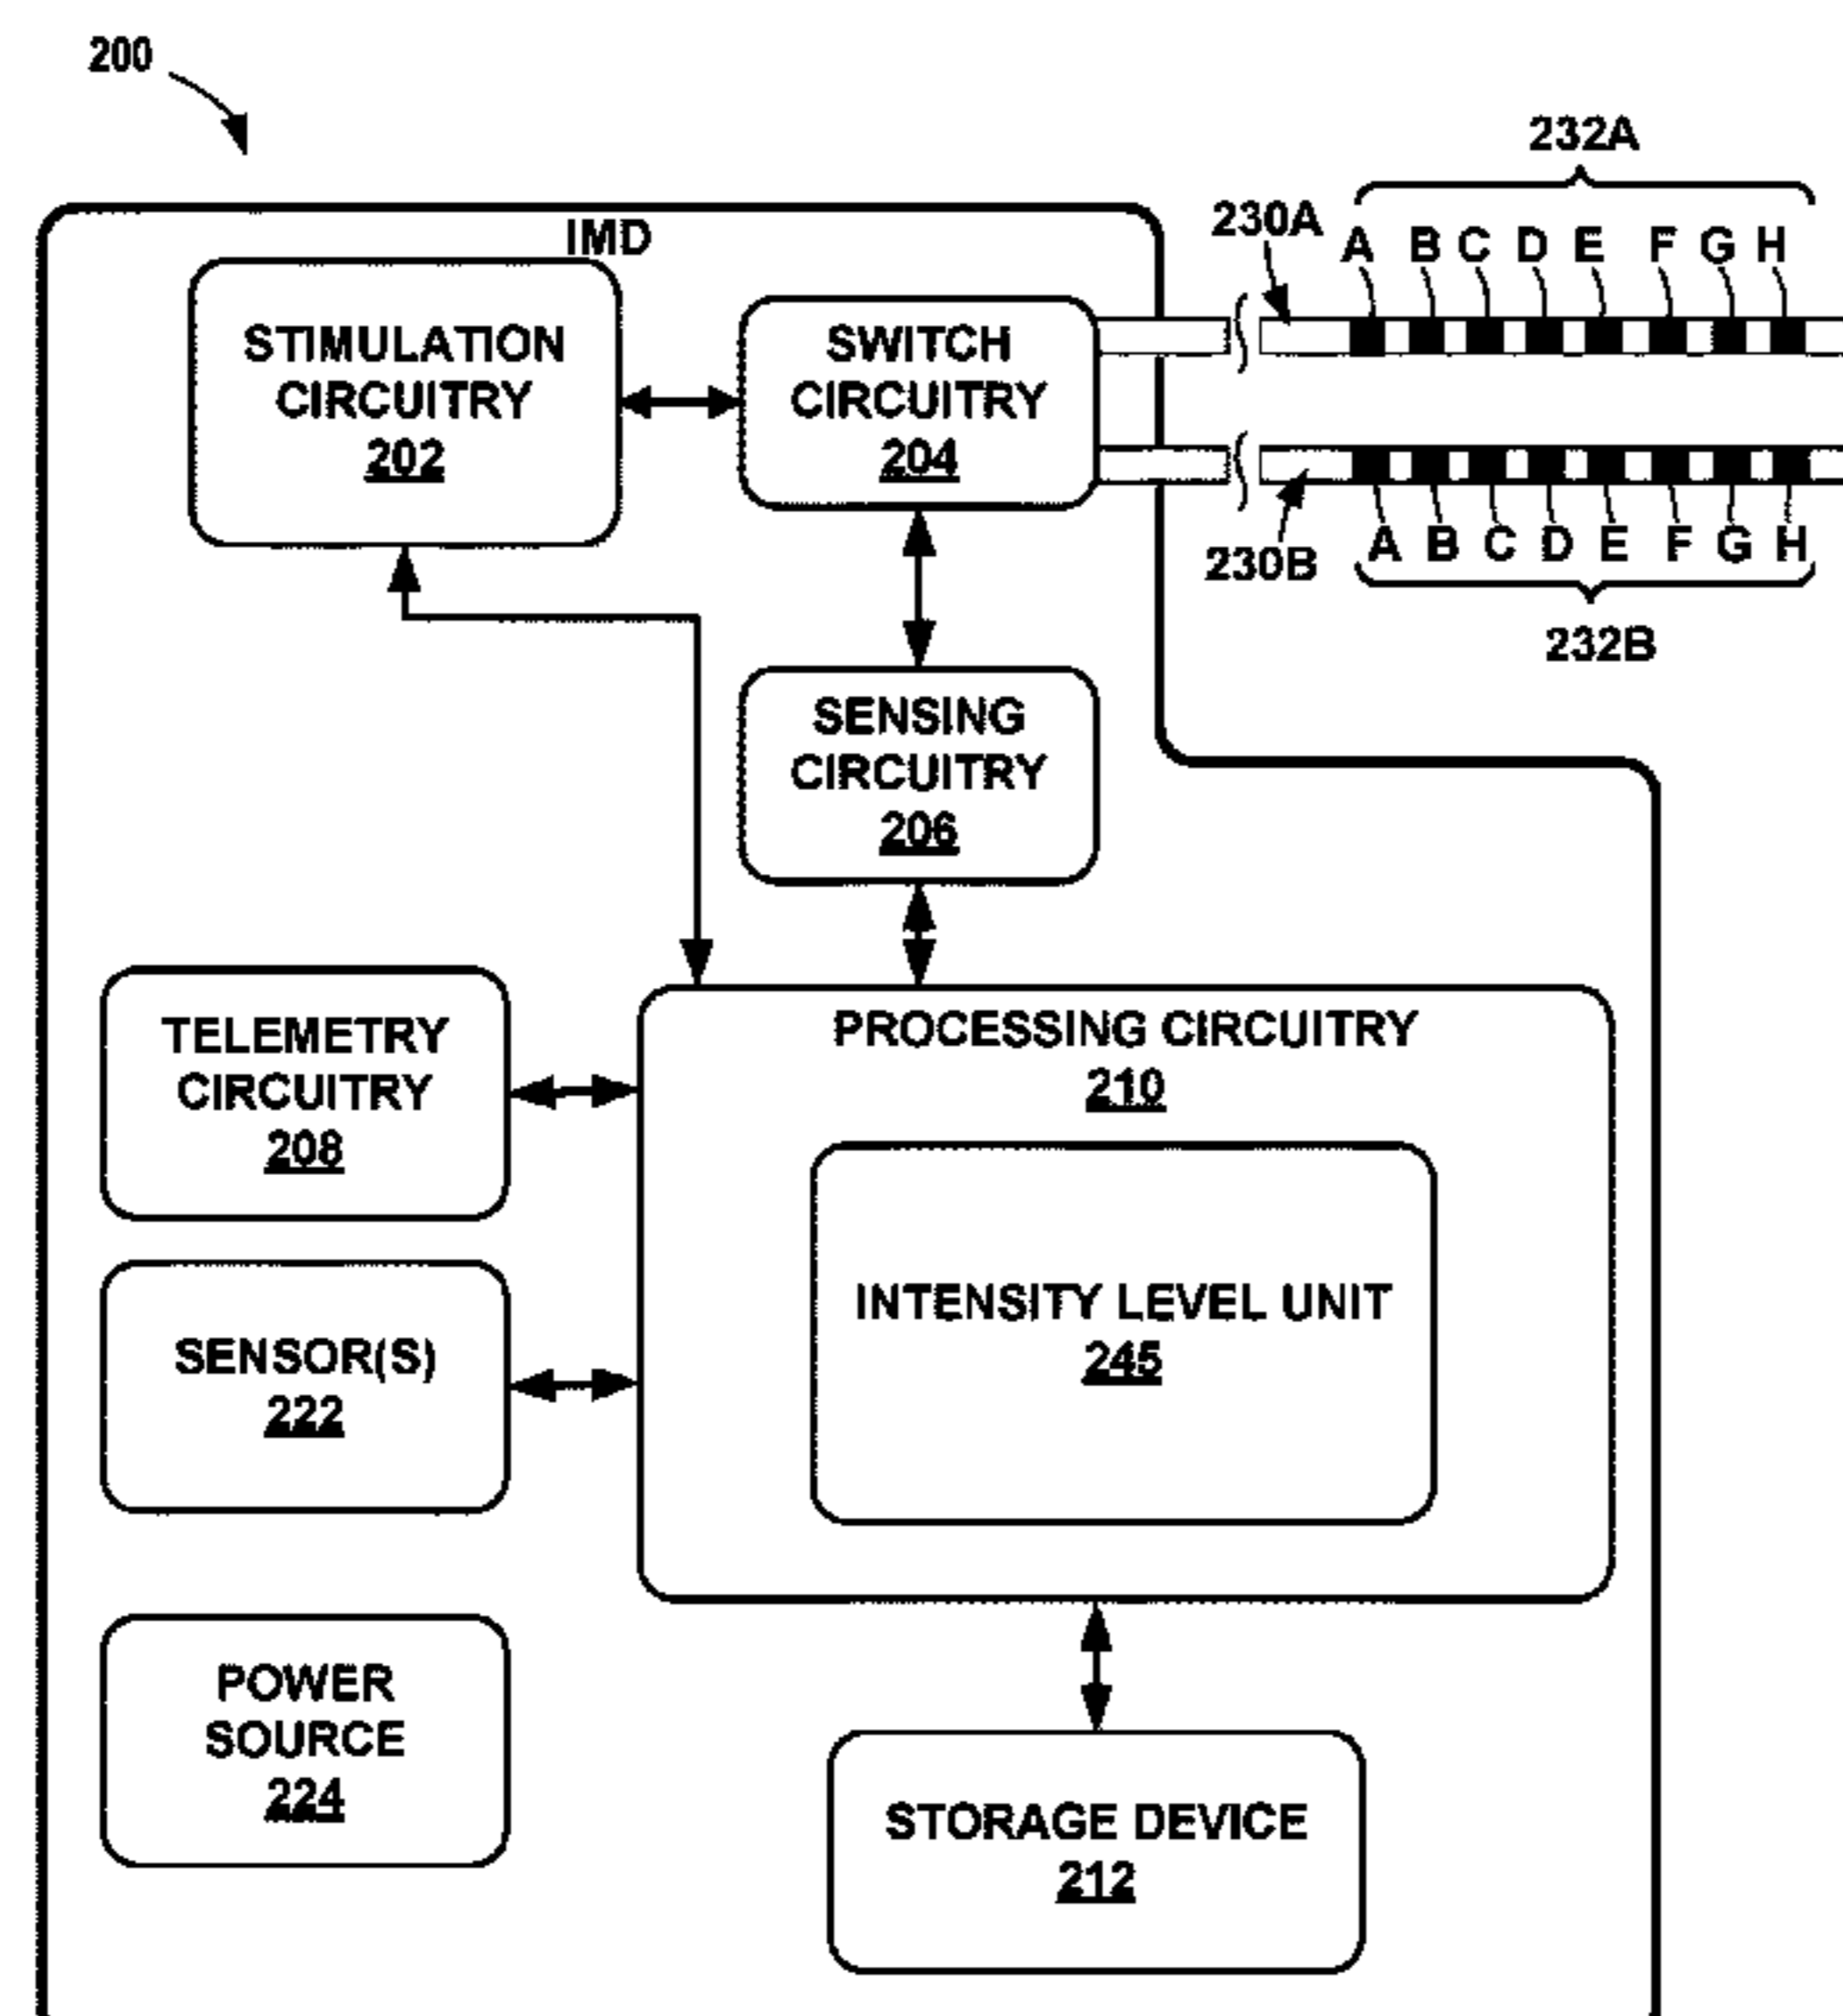 200
232A
IMD
230A
A B C D E F G H
STIMULATION
CIRCUITRY
202
SWITCH
CIRCUITRY
204
230B
A B C D E F G H
232B
SENSING
CIRCUITRY
206
TELEMETRY
CIRCUITRY
208
PROCESSING CIRCUITRY
210
INTENSITY LEVEL UNIT
245
SENSOR(S)
222
POWER
SOURCE
224
STORAGE DEVICE
212